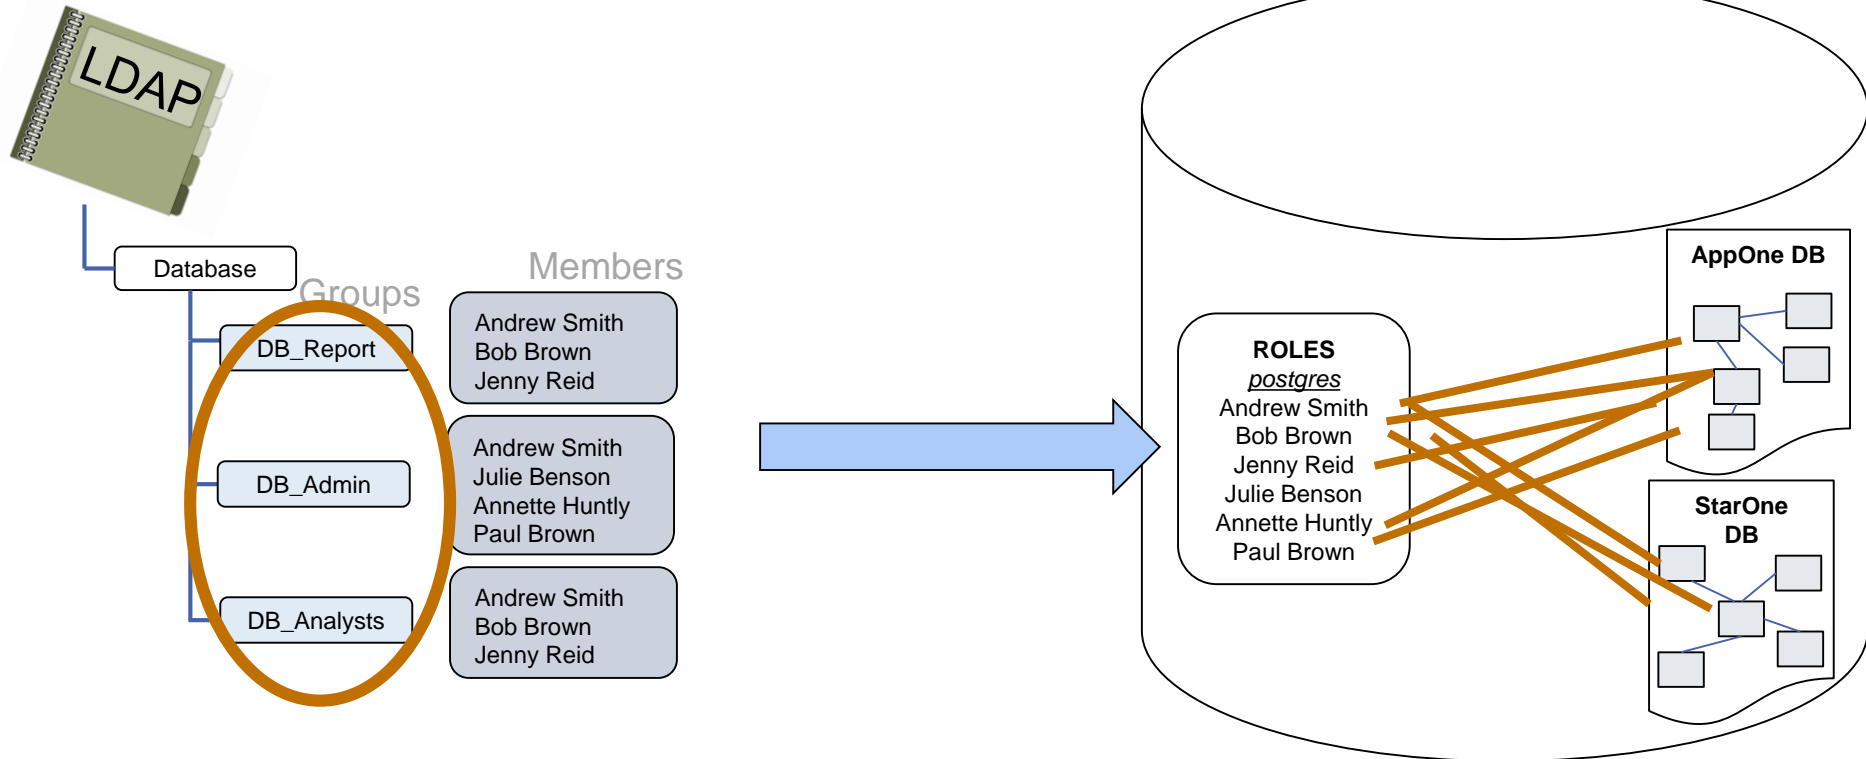 LDAP
Database
Groups
Members
DB_Report
Andrew Smith
Bob Brown
Jenny Reid
DB_Admin
Andrew Smith
Julie Benson
Annette Huntly
Paul Brown
DB_Analysts
Andrew Smith
Bob Brown
Jenny Reid
ROLES
postgres
Andrew Smith
Bob Brown
Jenny Reid
Julie Benson
Annette Huntly
Paul Brown
AppOne DB
StarOne
DB